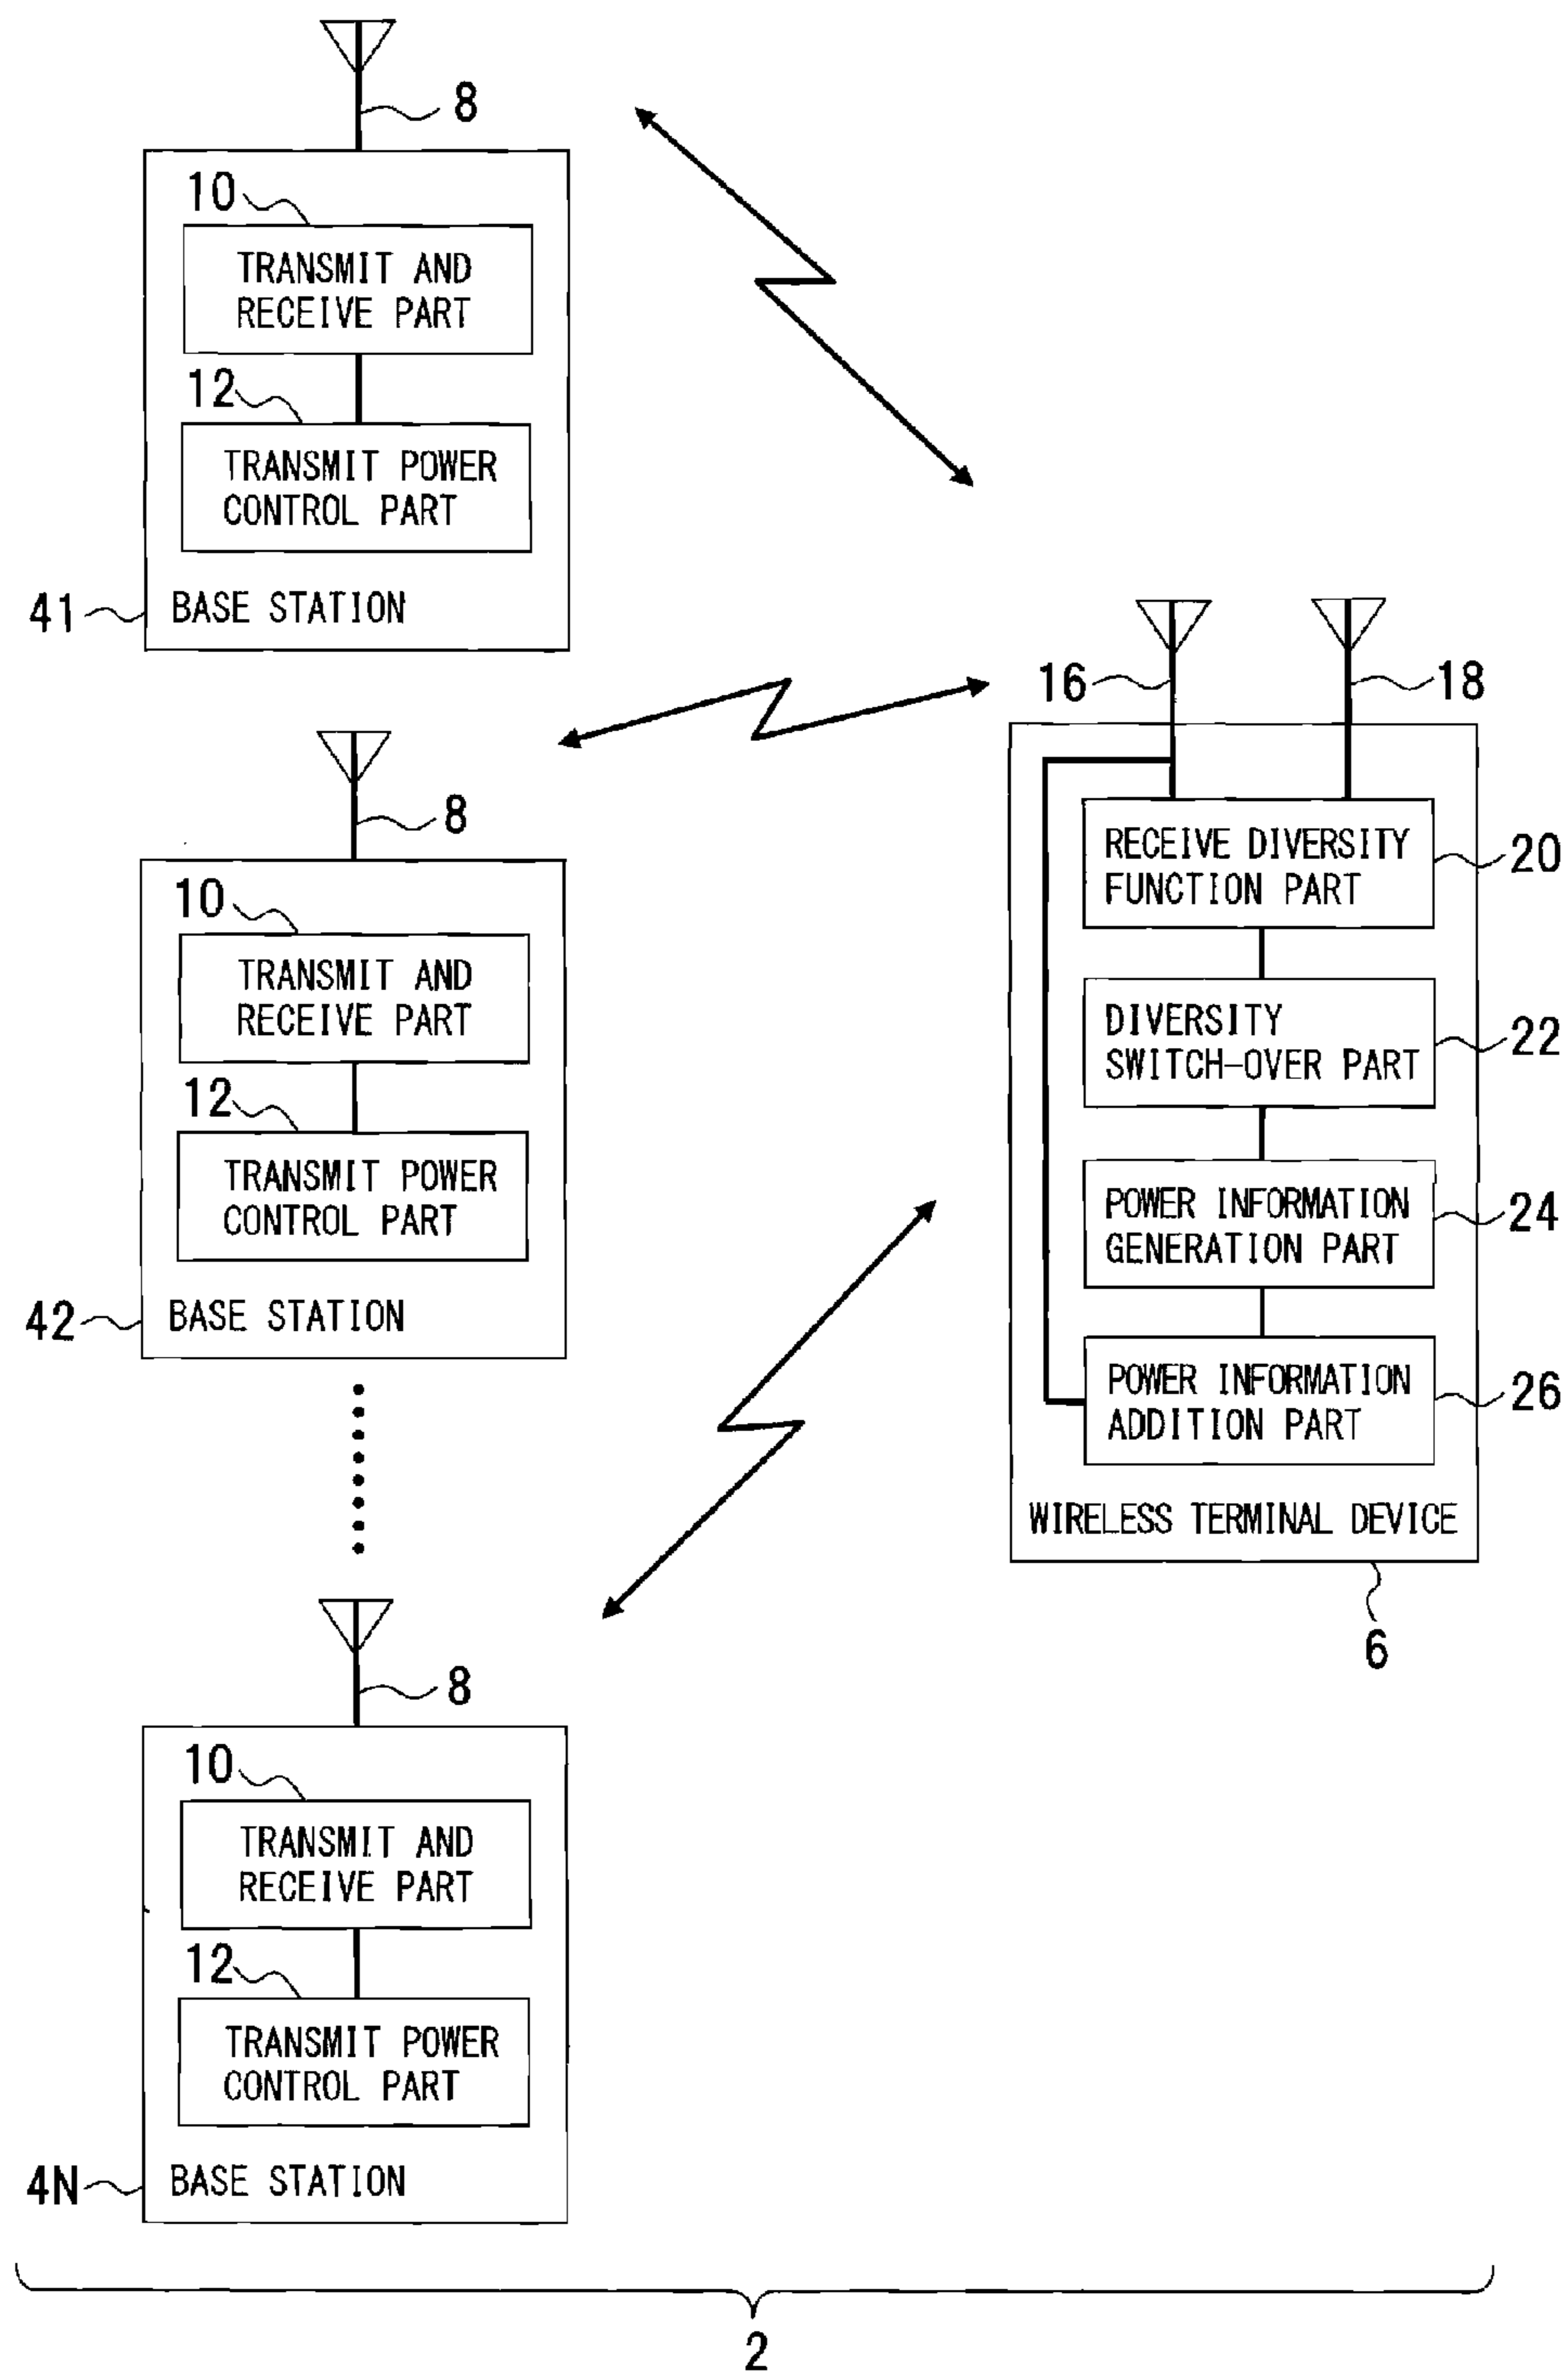 8
10
TRANSMIT AND
RECEIVE PART
12
TRANSMIT POWER
CONTROL PART
41
BASE STATION
8
10
TRANSMIT AND
RECEIVE PART
12
TRANSMIT POWER
CONTROL PART
42
BASE STATION
8
10
TRANSMIT AND
RECEIVE PART
12
TRANSMIT POWER
CONTROL PART
4N
BASE STATION
16
18
RECEIVE DIVERSITY
FUNCTION PART
20
DIVERSITY
SWITCH-OVER PART
22
POWER INFORMATION
GENERATION PART
24
POWER INFORMATION
ADDITION PART
26
WIRELESS TERMINAL DEVICE
6
2